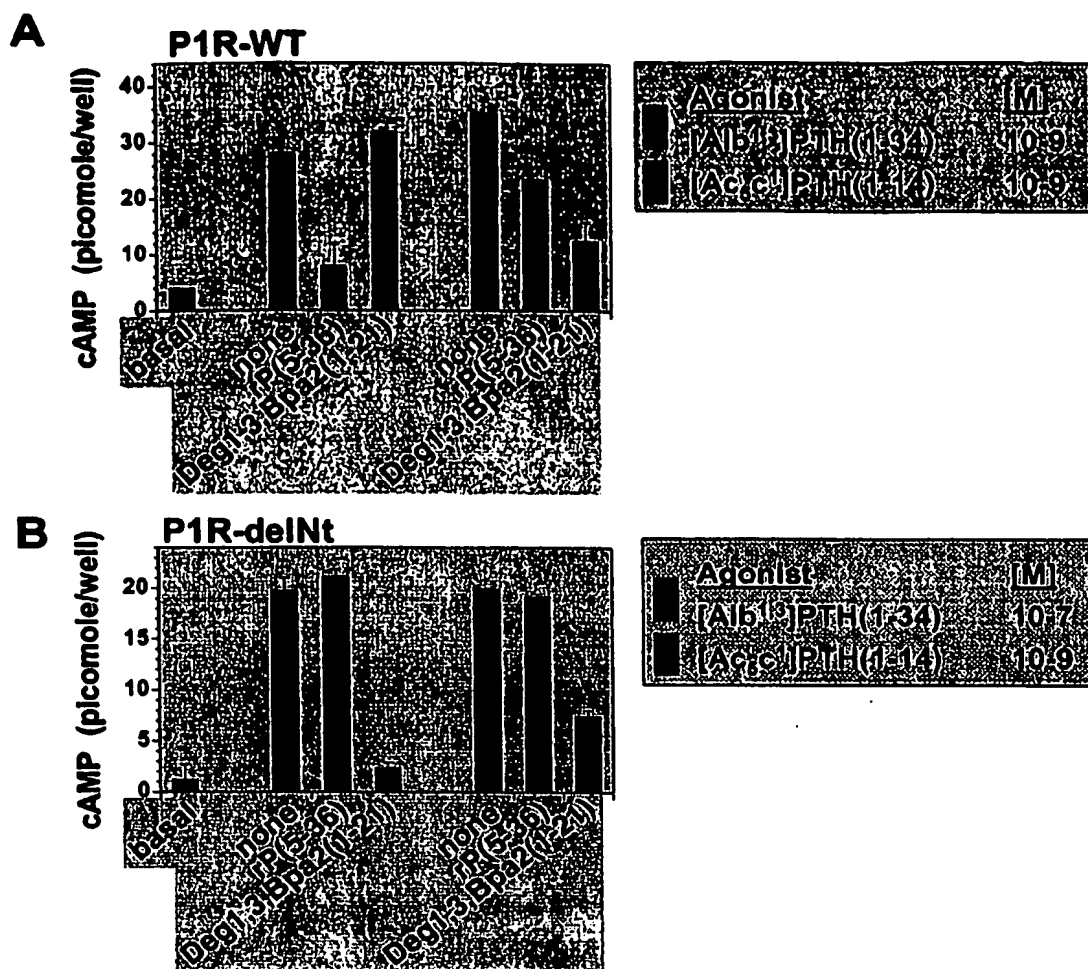 A
P1R-WT
cAMP (picomole/well)
40
30
20
10
0
basal
none
rP(5-36)
Deg1-3,Bpa2(1-21)
none
rP(5-36)
Deg1-3,Bpa2(1-21)
Agonist [M]
PTH(1-34) 10-9
PTH(1-14) 10-9
B
P1R-delNt
cAMP (picomole/well)
20
15
10
5
0
basal
none
rP(5-36)
Deg1-3,Bpa2(1-21)
none
rP(5-36)
Deg1-3,Bpa2(1-21)
Agonist [M]
[Aib1,3]PTH(1-34) 10-7
PTH(1-14) 10-9